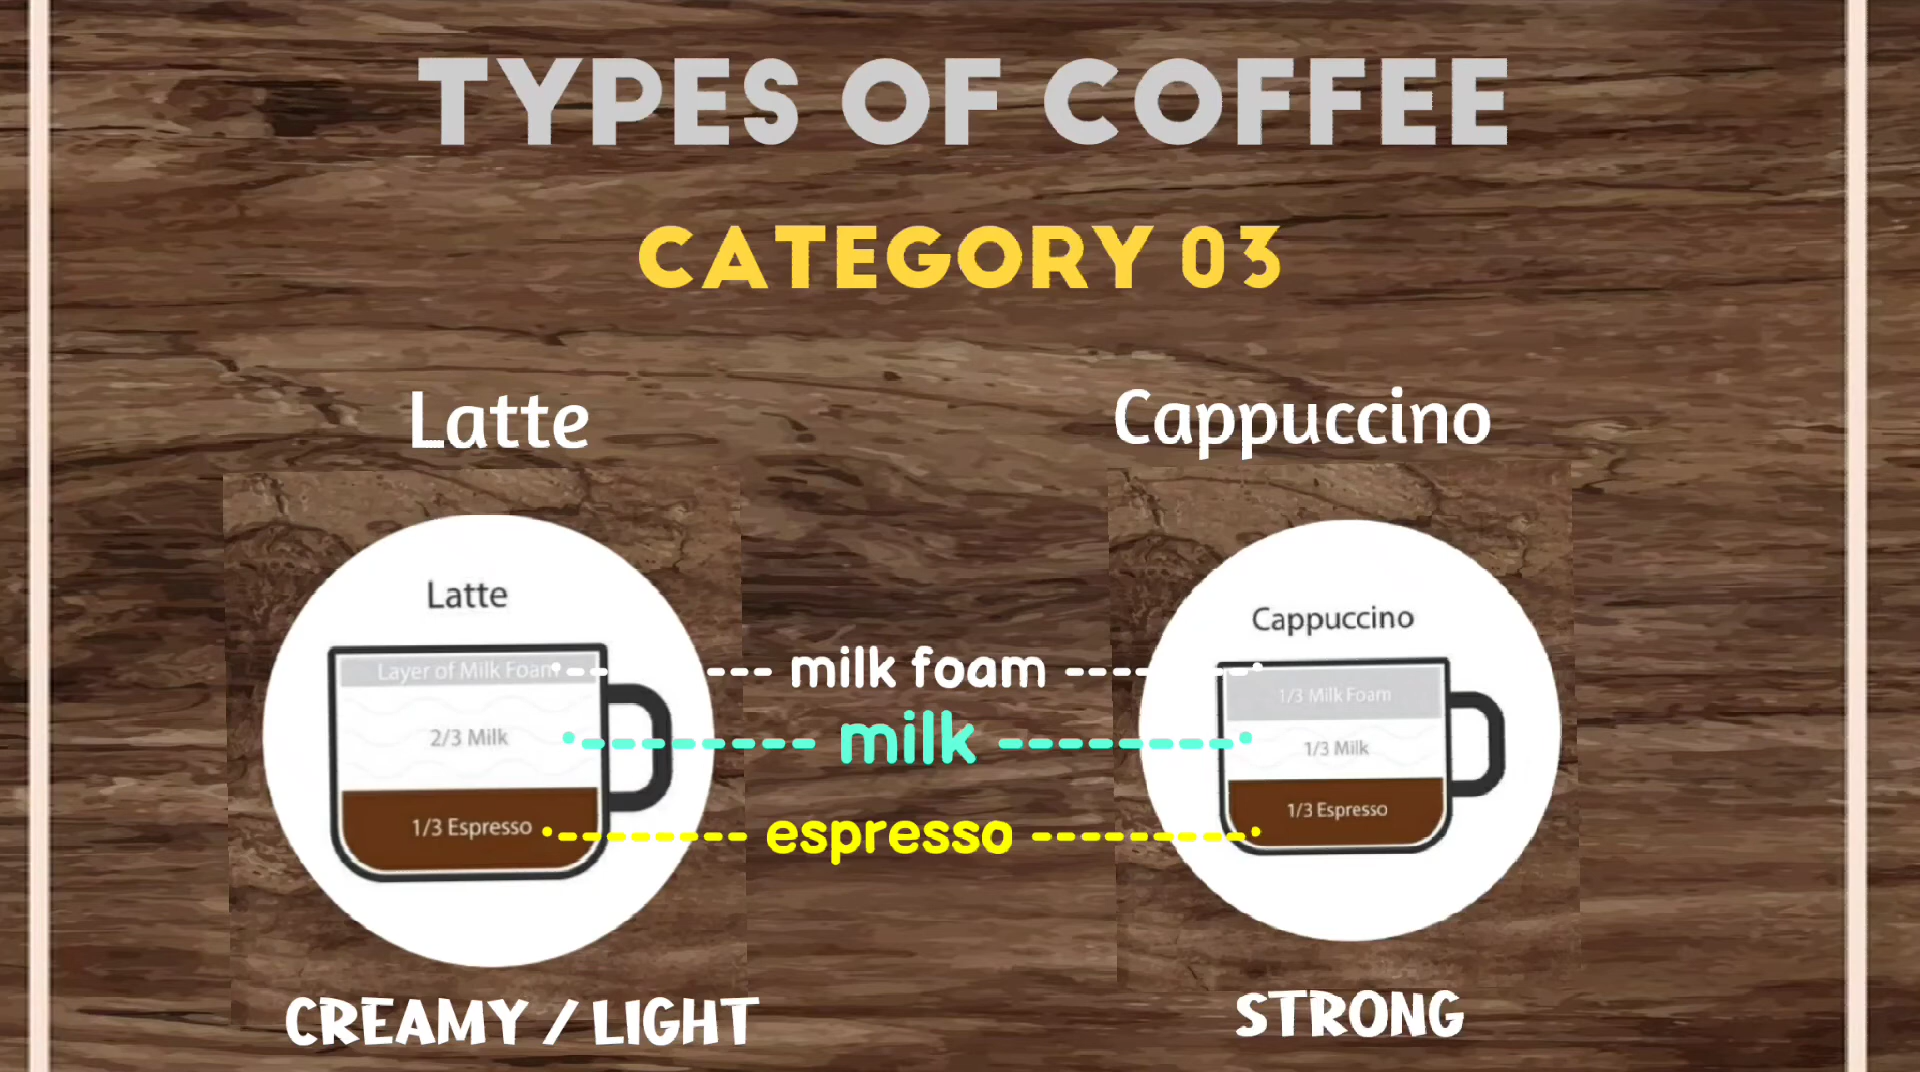 TYPES OF COFFEE
CATEGORY 03
Latte
Cappuccino
Latte
Layer of Milk Foam
2/3 Milk
1/3 Espresso
milk foam
milk
espresso
Cappuccino
1/3 Milk Foam
1/3 Milk
1/3 Espresso
CREAMY / LIGHT
STRONG